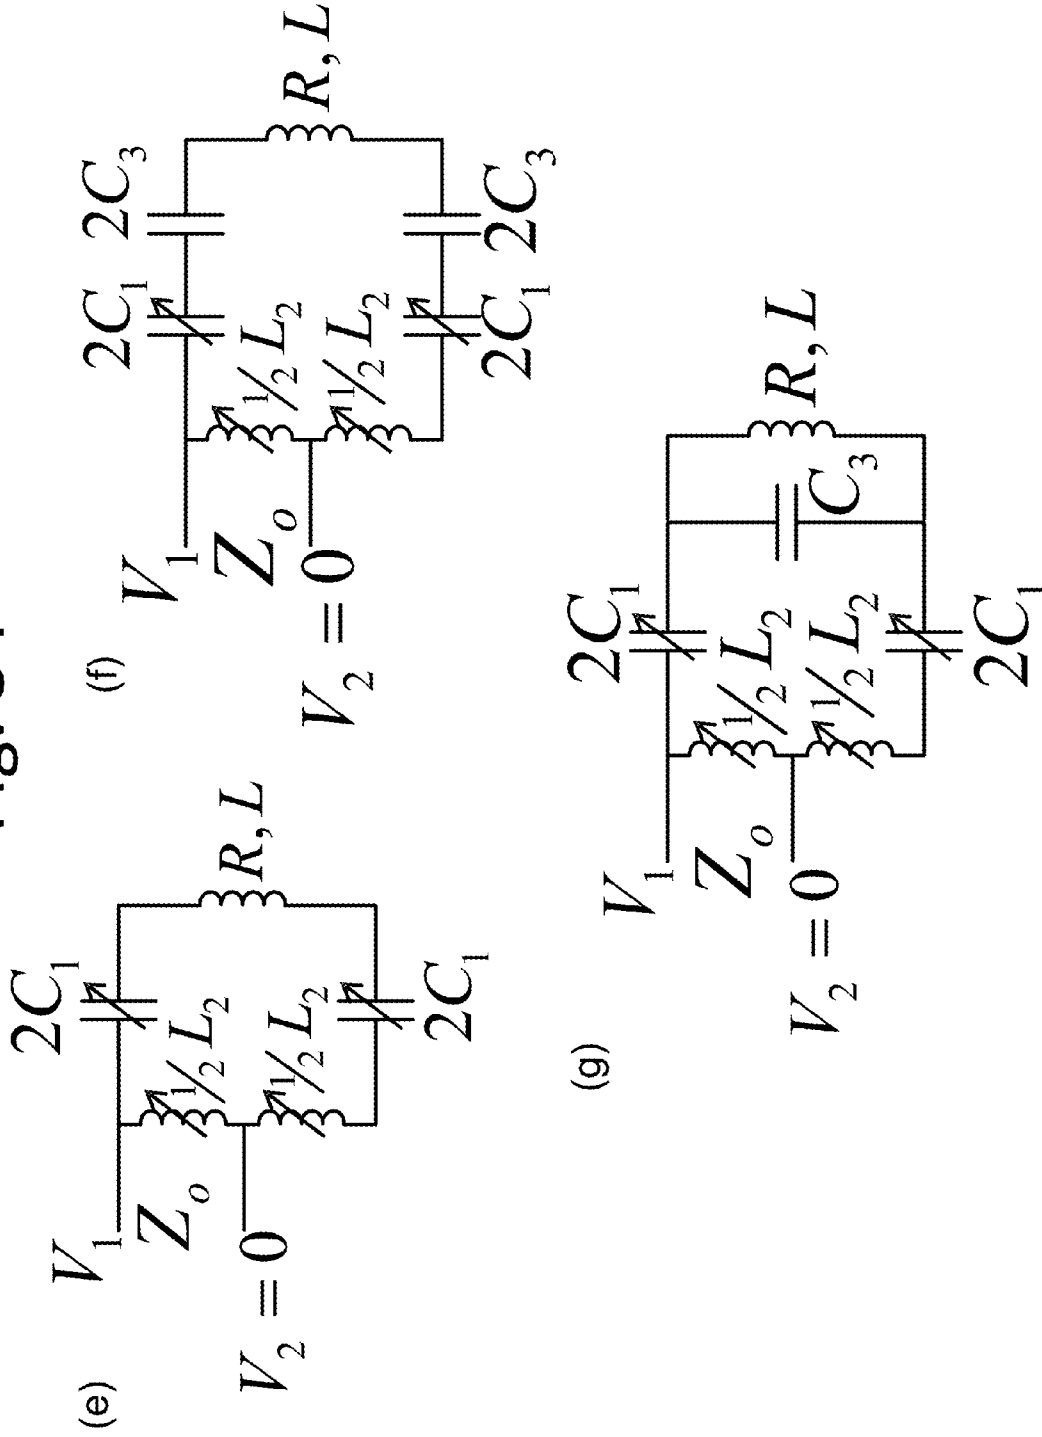 (e)
2C₁
V₁
Zₒ
½L₂
½L₂
R, L
V₂ = 0
2C₁
(f)
2C₁ 2C₃
V₁
Zₒ
½L₂
½L₂
R, L
V₂ = 0
2C₁ 2C₃
(g)
2C₁
V₁
Zₒ
½L₂
½L₂
C₃
R, L
V₂ = 0
2C₁